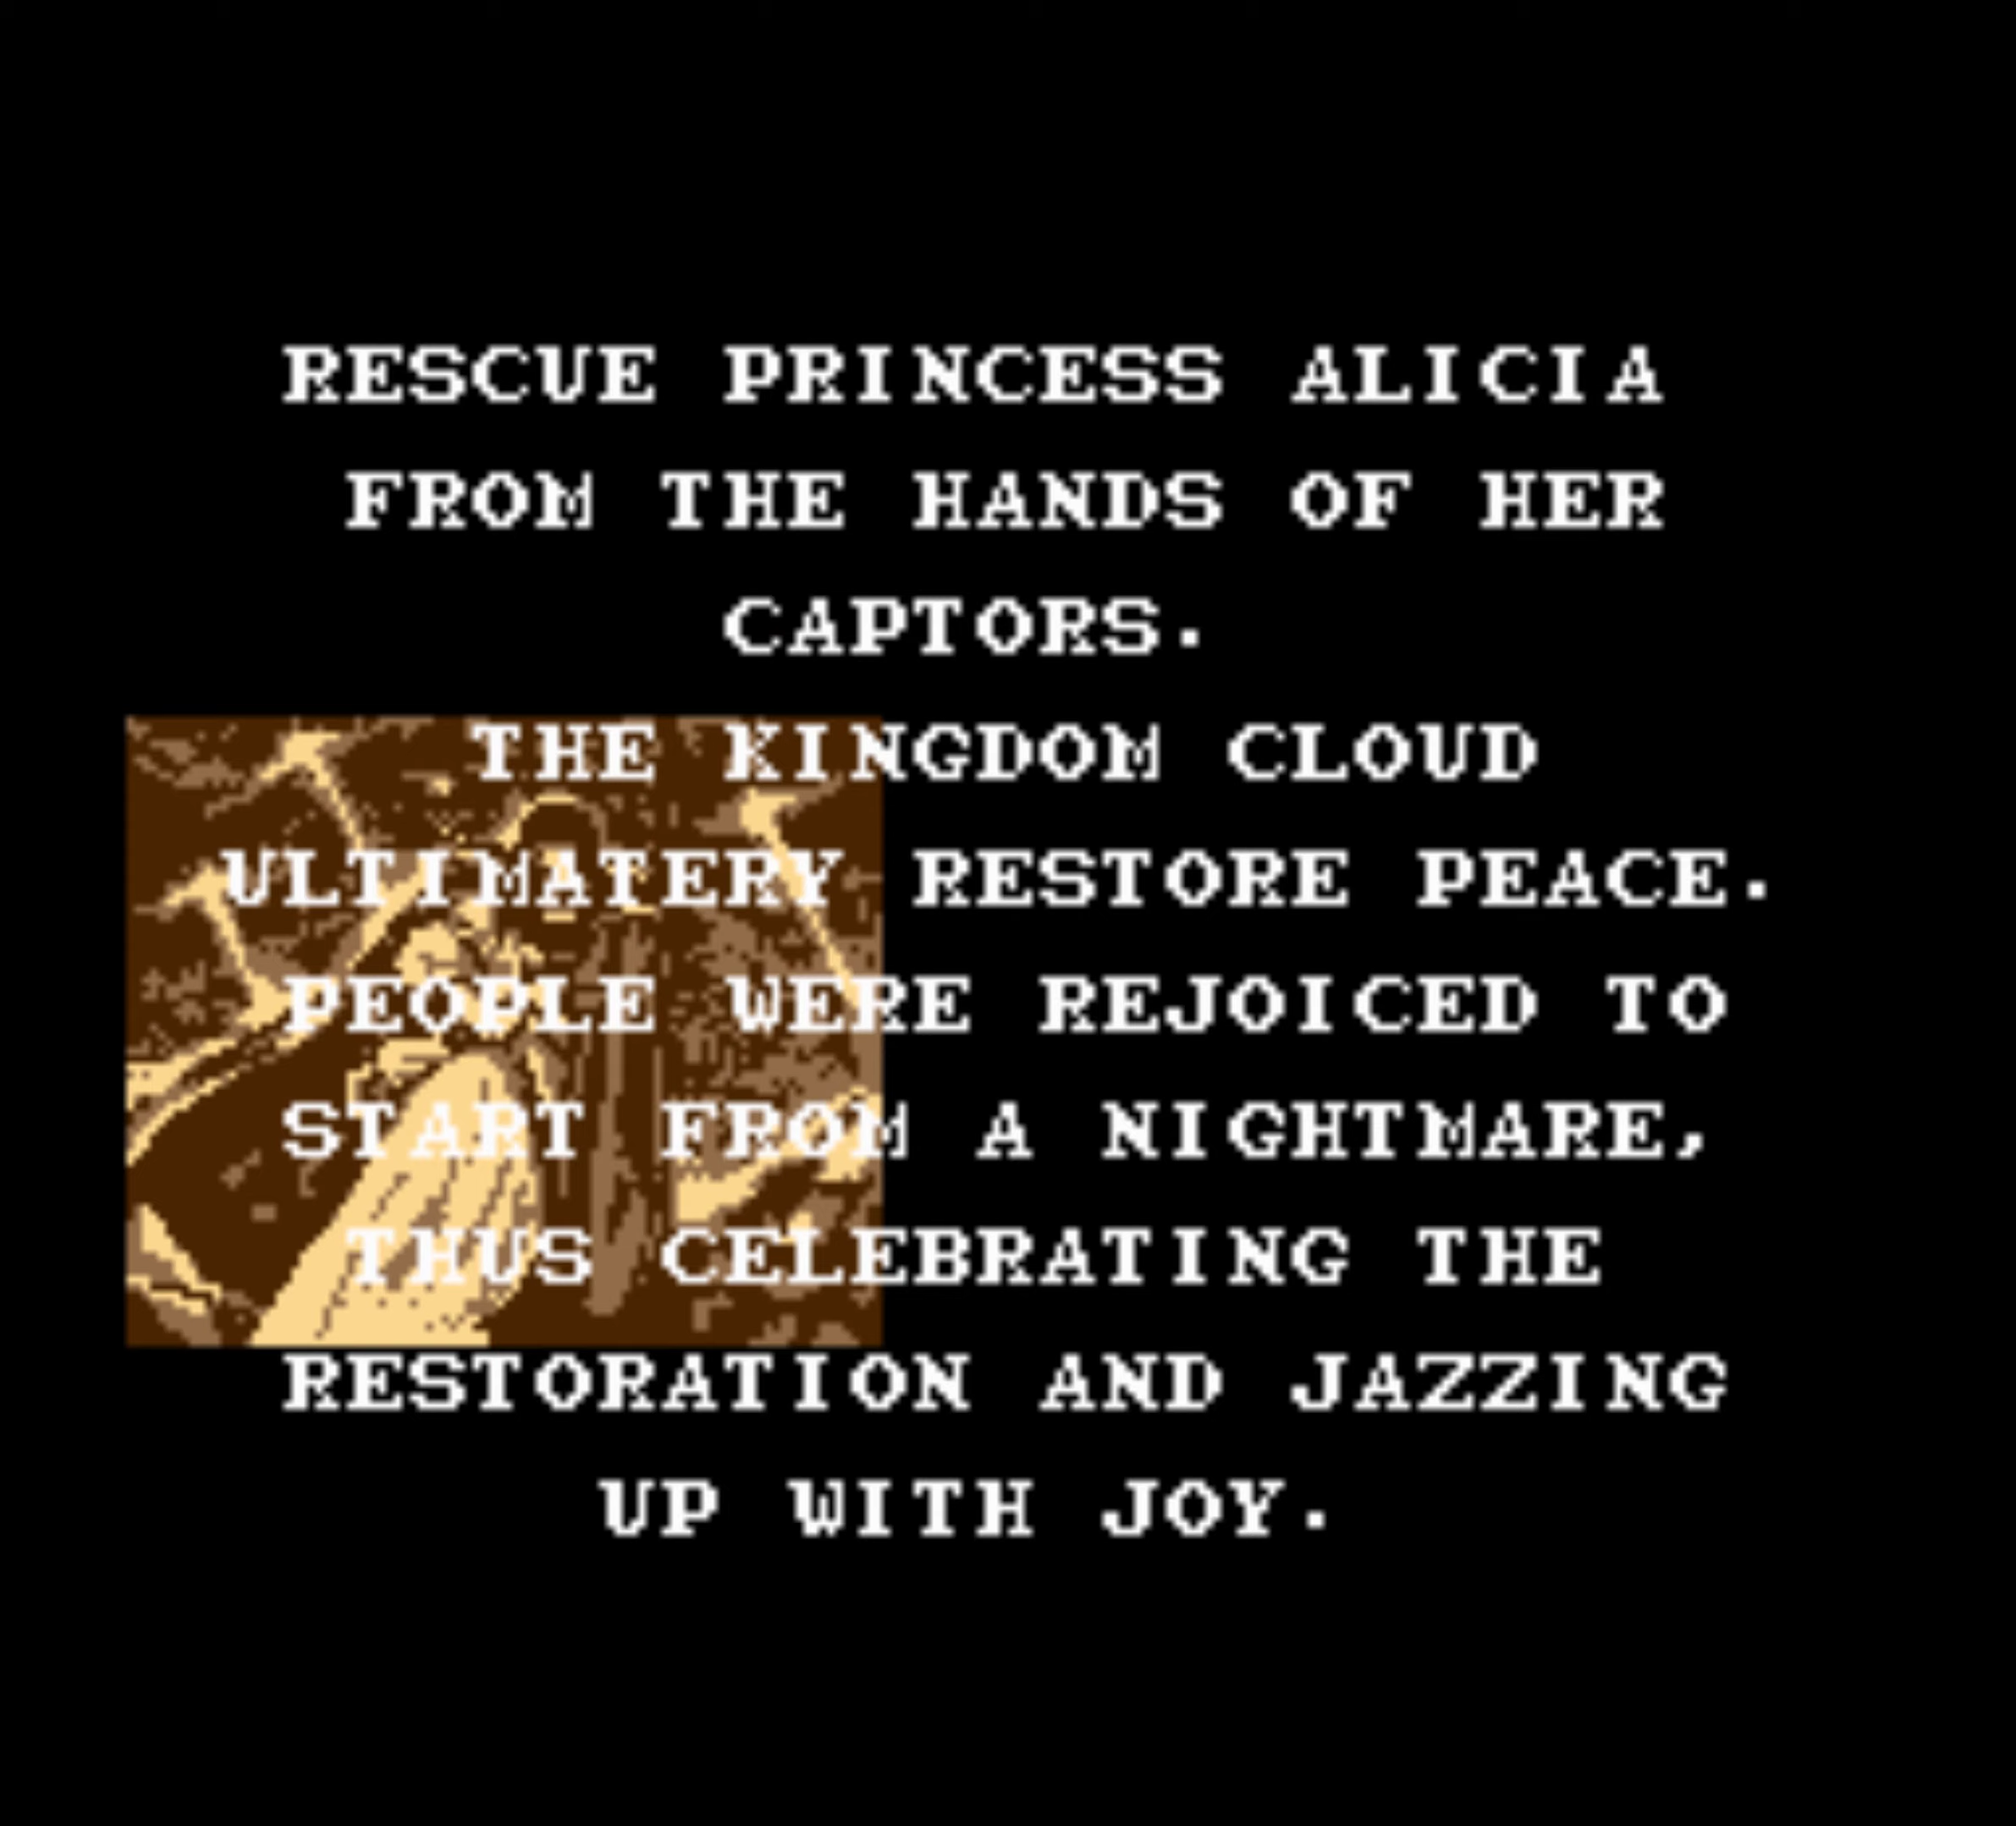 RESCUE PRINCESS ALICIA
FROM THE HANDS OF HER
CAPTORS.
THE KINGDOM CLOUD
ULTIMATERY RESTORE PEACE.
PEOPLE WERE REJOICED TO
START FROM A NIGHTMARE,
THUS CELEBRATING THE
RESTORATION AND JAZZING
UP WITH JOY.